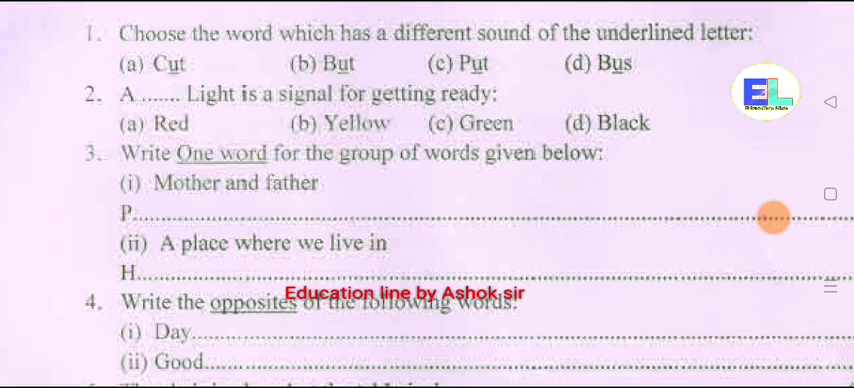 1. Choose the word which has a different sound of the underlined letter:
(a) Cut (b) But (c) Put (d) Bus
2. A ....... Light is a signal for getting ready:
(a) Red (b) Yellow (c) Green (d) Black
EL
3. Write One word for the group of words given below:
(i) Mother and father
P...............................................................
(ii) A place where we live in
H...............................................................
Education line by Ashok sir
4. Write the opposites of the following words:
(i) Day...............................................................
(ii) Good...............................................................